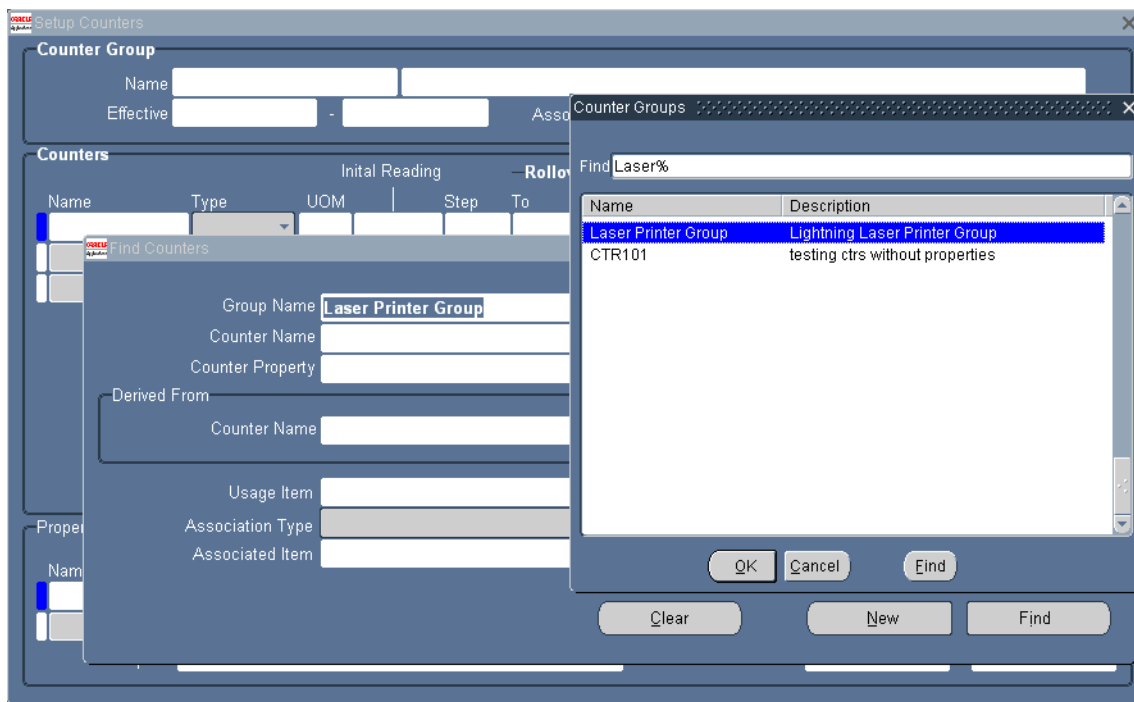 Setup Counters
Counter Group
Name
Effective - Asso
Counters
Inital Reading Rollov
Name Type UOM Step To
Find Counters
Group Name Laser Printer Group
Counter Name
Counter Property
Derived From
Counter Name
Usage Item
Association Type
Associated Item
Clear New Find
Proper
Nam
Counter Groups
Find Laser%
Name Description
Laser Printer Group Lightning Laser Printer Group
CTR101 testing ctrs without properties
OK Cancel Find